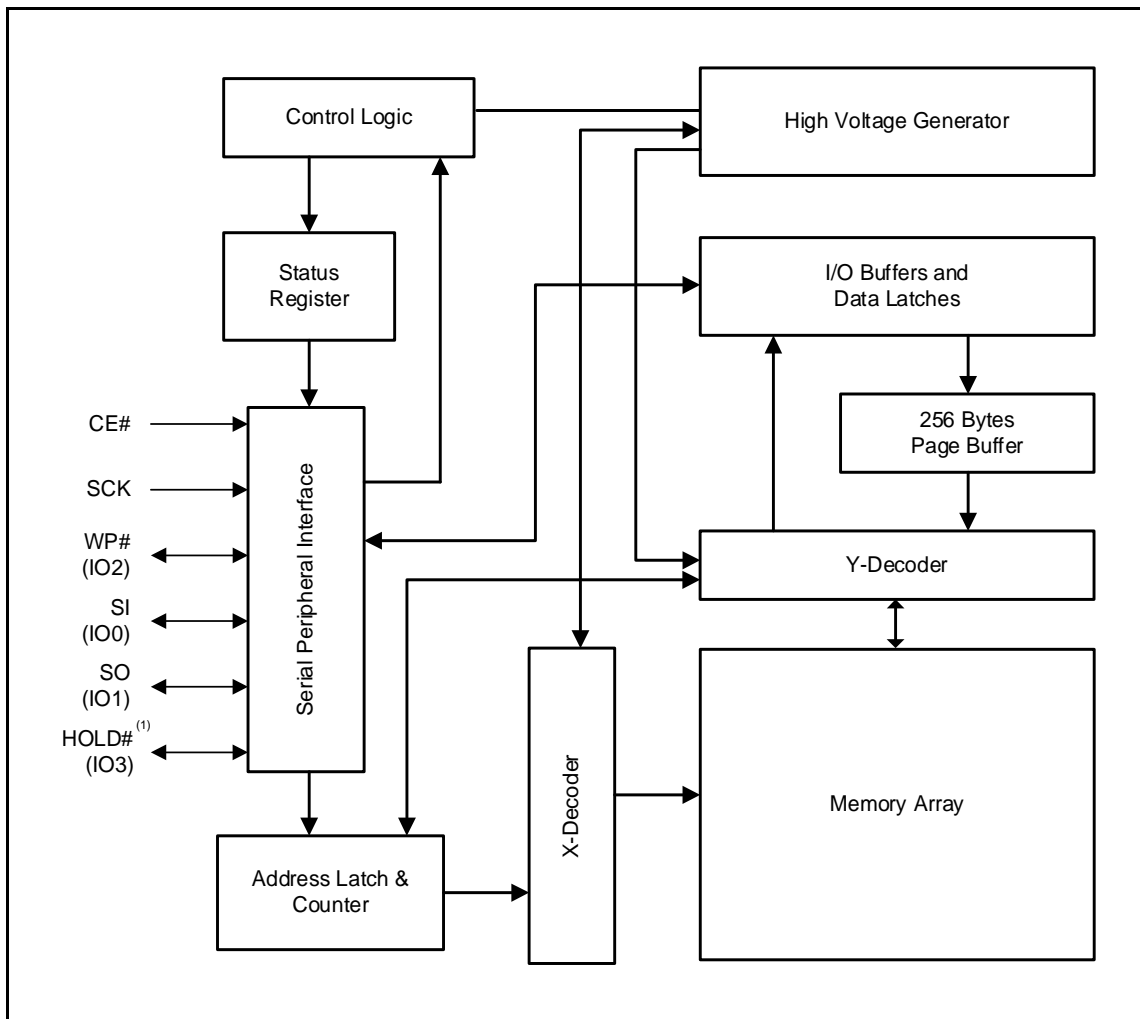 Control Logic
High Voltage Generator
Status
Register
I/O Buffers and
Data Latches
256 Bytes
Page Buffer
CE#
SCK
WP#
(IO2)
SI
(IO0)
SO
(IO1)
HOLD# (1)
(IO3)
Serial Peripheral Interface
Y-Decoder
X-Decoder
Memory Array
Address Latch &
Counter